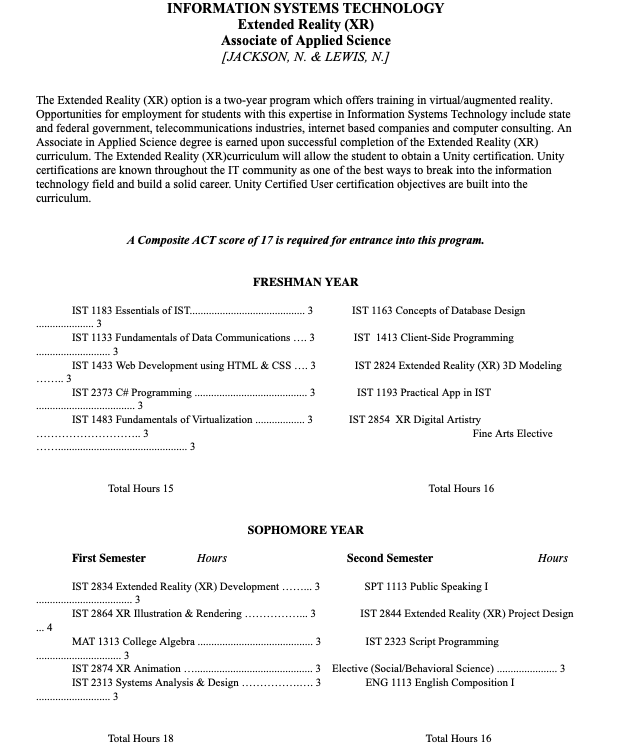 INFORMATION SYSTEMS TECHNOLOGY
Extended Reality (XR)
Associate of Applied Science
[JACKSON, N. & LEWIS, N.]
The Extended Reality (XR) option is a two-year program which offers training in virtual/augmented reality.
Opportunities for employment for students with this expertise in Information Systems Technology include state
and federal government, telecommunications industries, internet based companies and computer consulting. An
Associate in Applied Science degree is earned upon successful completion of the Extended Reality (XR)
curriculum. The Extended Reality (XR)curriculum will allow the student to obtain a Unity certification. Unity
certifications are known throughout the IT community as one of the best ways to break into the information
technology field and build a solid career. Unity Certified User certification objectives are built into the
curriculum.
A Composite ACT score of 17 is required for entrance into this program.
FRESHMAN YEAR
IST 1183 Essentials of IST.......................................... 3 IST 1163 Concepts of Database Design
..................... 3
IST 1133 Fundamentals of Data Communications …. 3 IST 1413 Client-Side Programming
........................... 3
IST 1433 Web Development using HTML & CSS …. 3 IST 2824 Extended Reality (XR) 3D Modeling
…….. 3
IST 2373 C# Programming ......................................... 3 IST 1193 Practical App in IST
.................................... 3
IST 1483 Fundamentals of Virtualization .................. 3 IST 2854 XR Digital Artistry
……………………….. 3 Fine Arts Elective
……............................................... 3
Total Hours 15 Total Hours 16
SOPHOMORE YEAR
First Semester Hours Second Semester Hours
IST 2834 Extended Reality (XR) Development ……... 3 SPT 1113 Public Speaking I
................................... 3
IST 2864 XR Illustration & Rendering ……………... 3 IST 2844 Extended Reality (XR) Project Design
... 4
MAT 1313 College Algebra .......................................... 3 IST 2323 Script Programming
............................... 3
IST 2874 XR Animation ….......................................... 3 Elective (Social/Behavioral Science) ...................... 3
IST 2313 Systems Analysis & Design ……………….… 3 ENG 1113 English Composition I
........................... 3
Total Hours 18 Total Hours 16